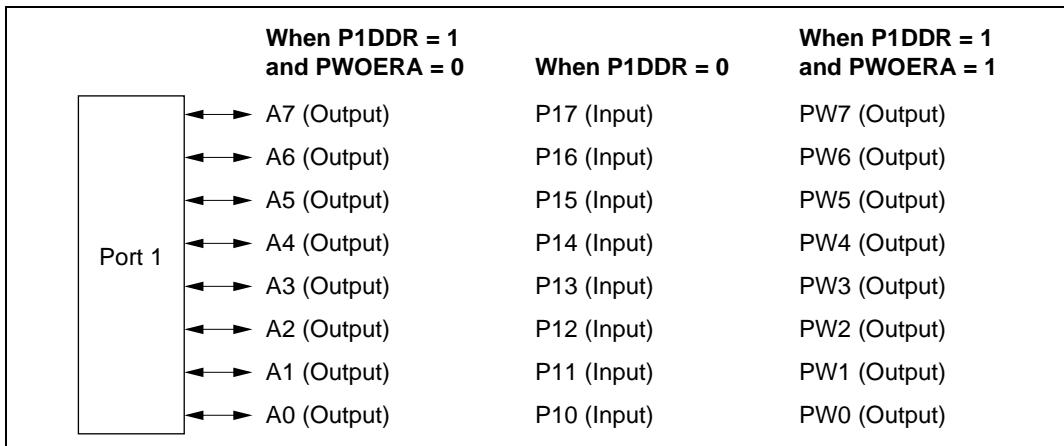 When P1DDR = 1 and PWOERA = 0
When P1DDR = 0
When P1DDR = 1 and PWOERA = 1
Port 1
A7 (Output) P17 (Input) PW7 (Output)
A6 (Output) P16 (Input) PW6 (Output)
A5 (Output) P15 (Input) PW5 (Output)
A4 (Output) P14 (Input) PW4 (Output)
A3 (Output) P13 (Input) PW3 (Output)
A2 (Output) P12 (Input) PW2 (Output)
A1 (Output) P11 (Input) PW1 (Output)
A0 (Output) P10 (Input) PW0 (Output)